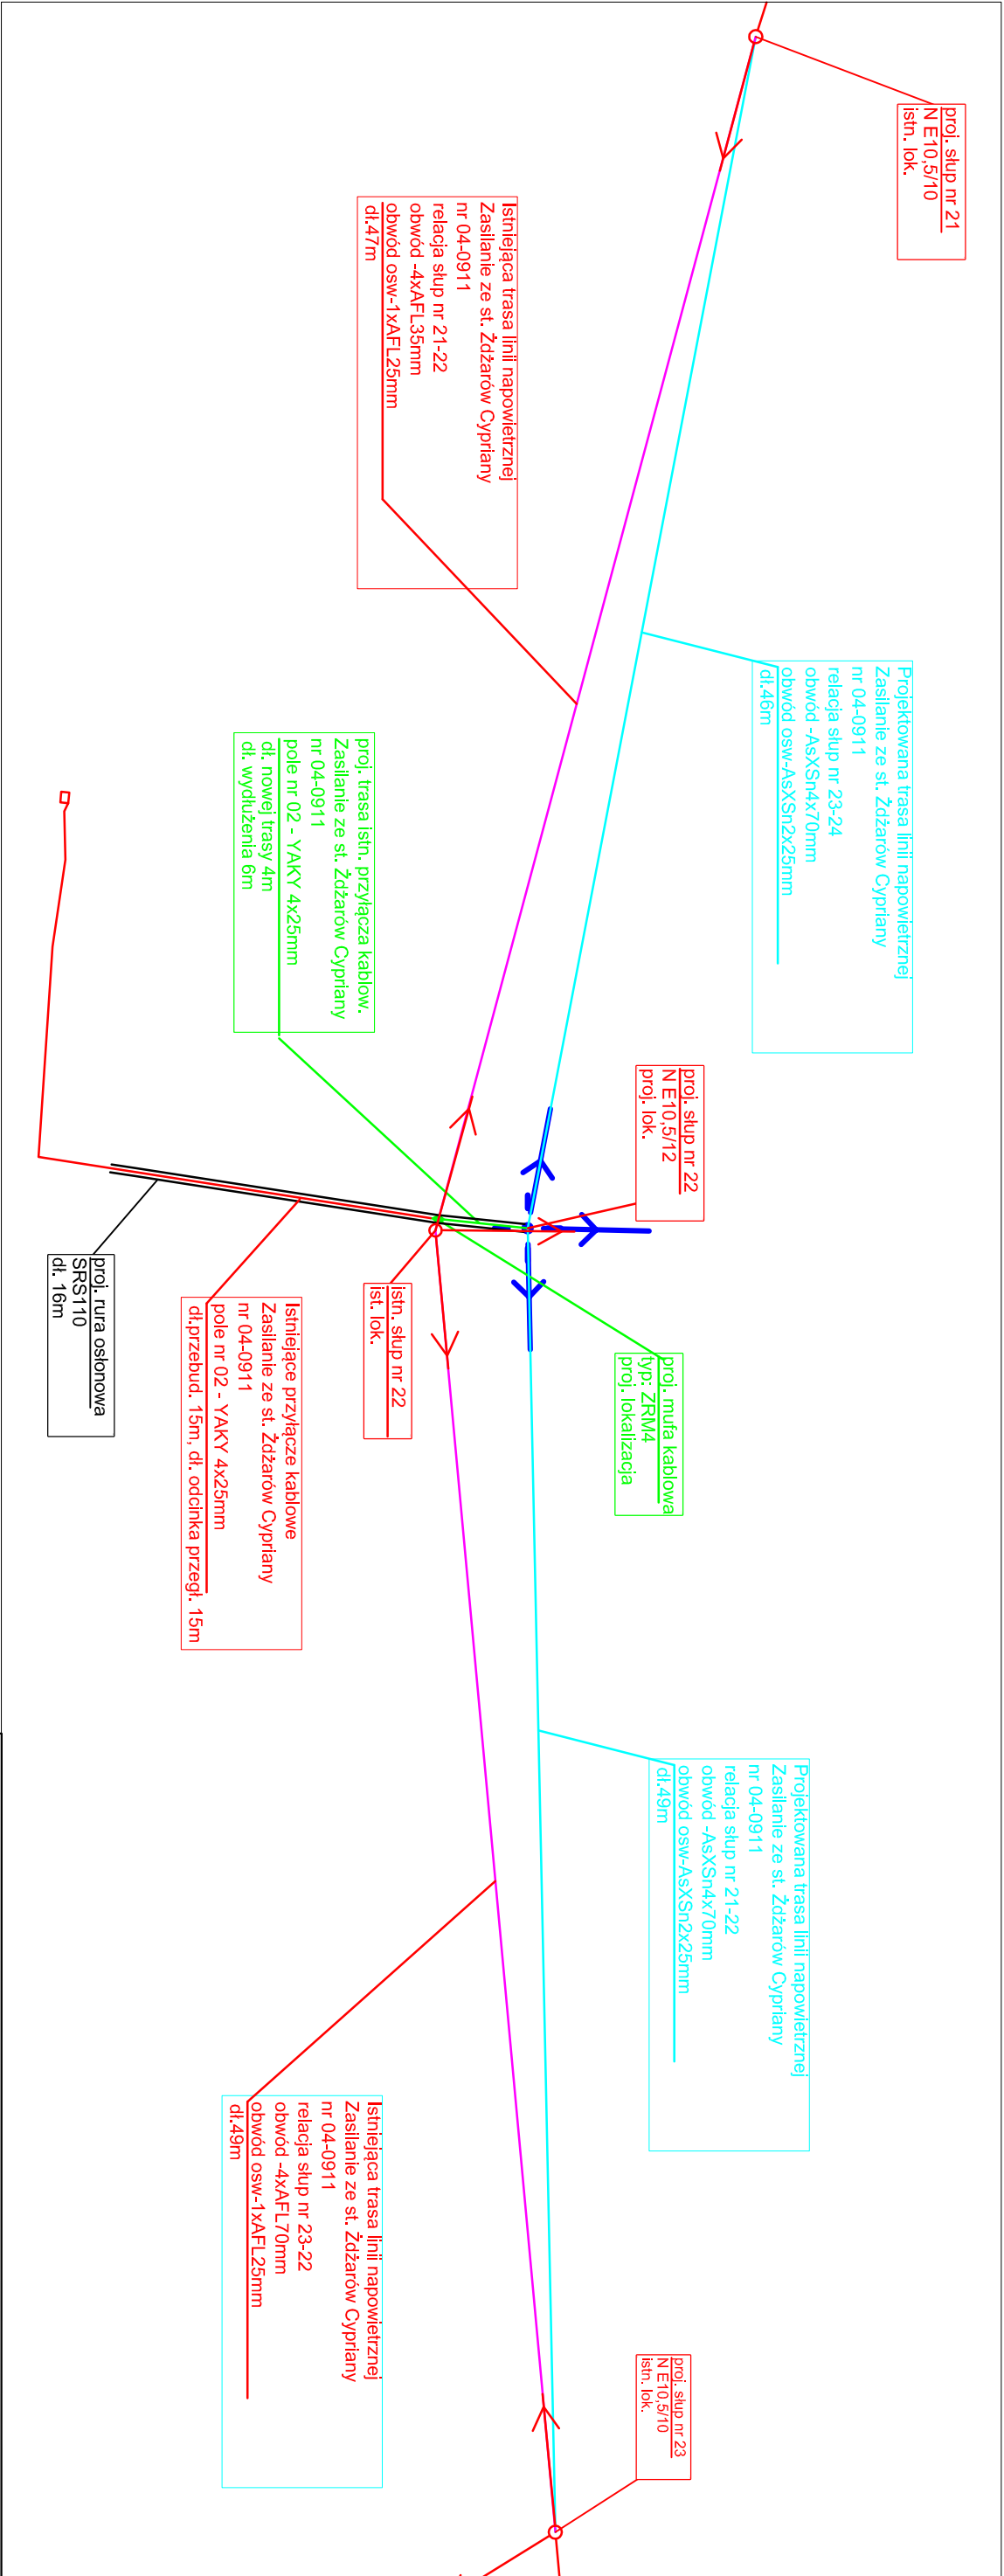 proj. słup nr 21
N E10,5/10
istn. lok.
Istniejąca trasa linii napowietrznej
Zasilanie ze st. Żdżarów Cypriany
nr 04-0911
relacja słup nr 21-22
obwód -4xAFL35mm
obwód osw-1xAFL25mm
dł.47m
Projektowana trasa linii napowietrznej
Zasilanie ze st. Żdżarów Cypriany
nr 04-0911
relacja słup nr 23-24
obwód -AsXSn4x70mm
obwód osw-AsXSn2x25mm
dł.46m
proj. trasa istn. przyłącza kablow.
Zasilanie ze st. Żdżarów Cypriany
nr 04-0911
pole nr 02 - YAKY 4x25mm
dł. nowej trasy 4m
dł. wydłużenia 6m
proj. słup nr 22
N E10,5/12
proj. lok.
proj. rura osłonowa
SRS110
dł. 16m
istn. słup nr 22
ist. lok.
Istniejące przyłącze kablowe
Zasilanie ze st. Żdżarów Cypriany
nr 04-0911
pole nr 02 - YAKY 4x25mm
dł.przebud. 15m, dł. odcinka przegł. 15m
proj. mufa kablowa
typ: ZRM4
proj. lokalizacja
Projektowana trasa linii napowietrznej
Zasilanie ze st. Żdżarów Cypriany
nr 04-0911
relacja słup nr 21-22
obwód -AsXSn4x70mm
obwód osw-AsXSn2x25mm
dł.49m
Istniejąca trasa linii napowietrznej
Zasilanie ze st. Żdżarów Cypriany
nr 04-0911
relacja słup nr 23-22
obwód -4xAFL70mm
obwód osw-1xAFL25mm
dł.49m
proj. słup nr 23
N E10,5/10
istn. lok.